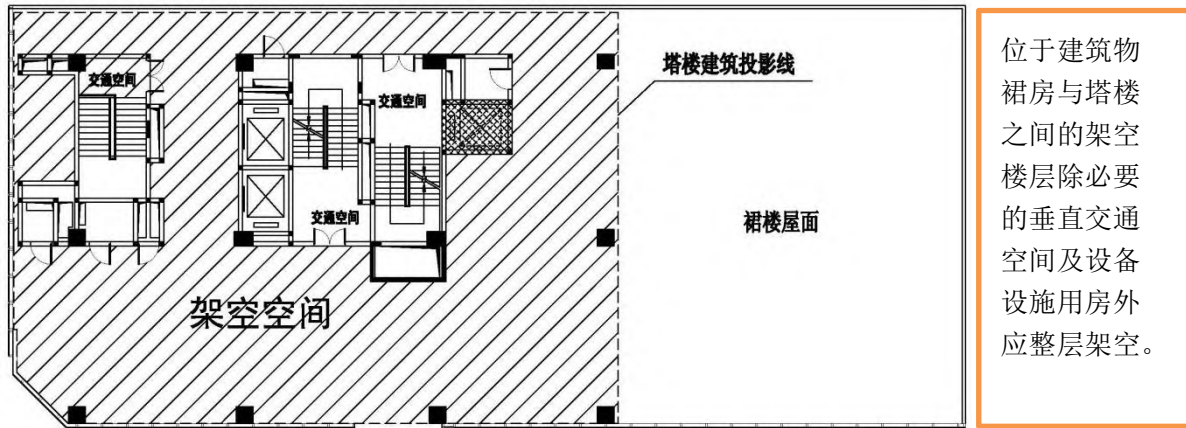 交通空间
塔楼建筑投影线
交通空间
交通空间
裙楼屋面
架空空间
位于建筑物
裙房与塔楼
之间的架空
楼层除必要
的垂直交通
空间及设备
设施用房外
应整层架空。